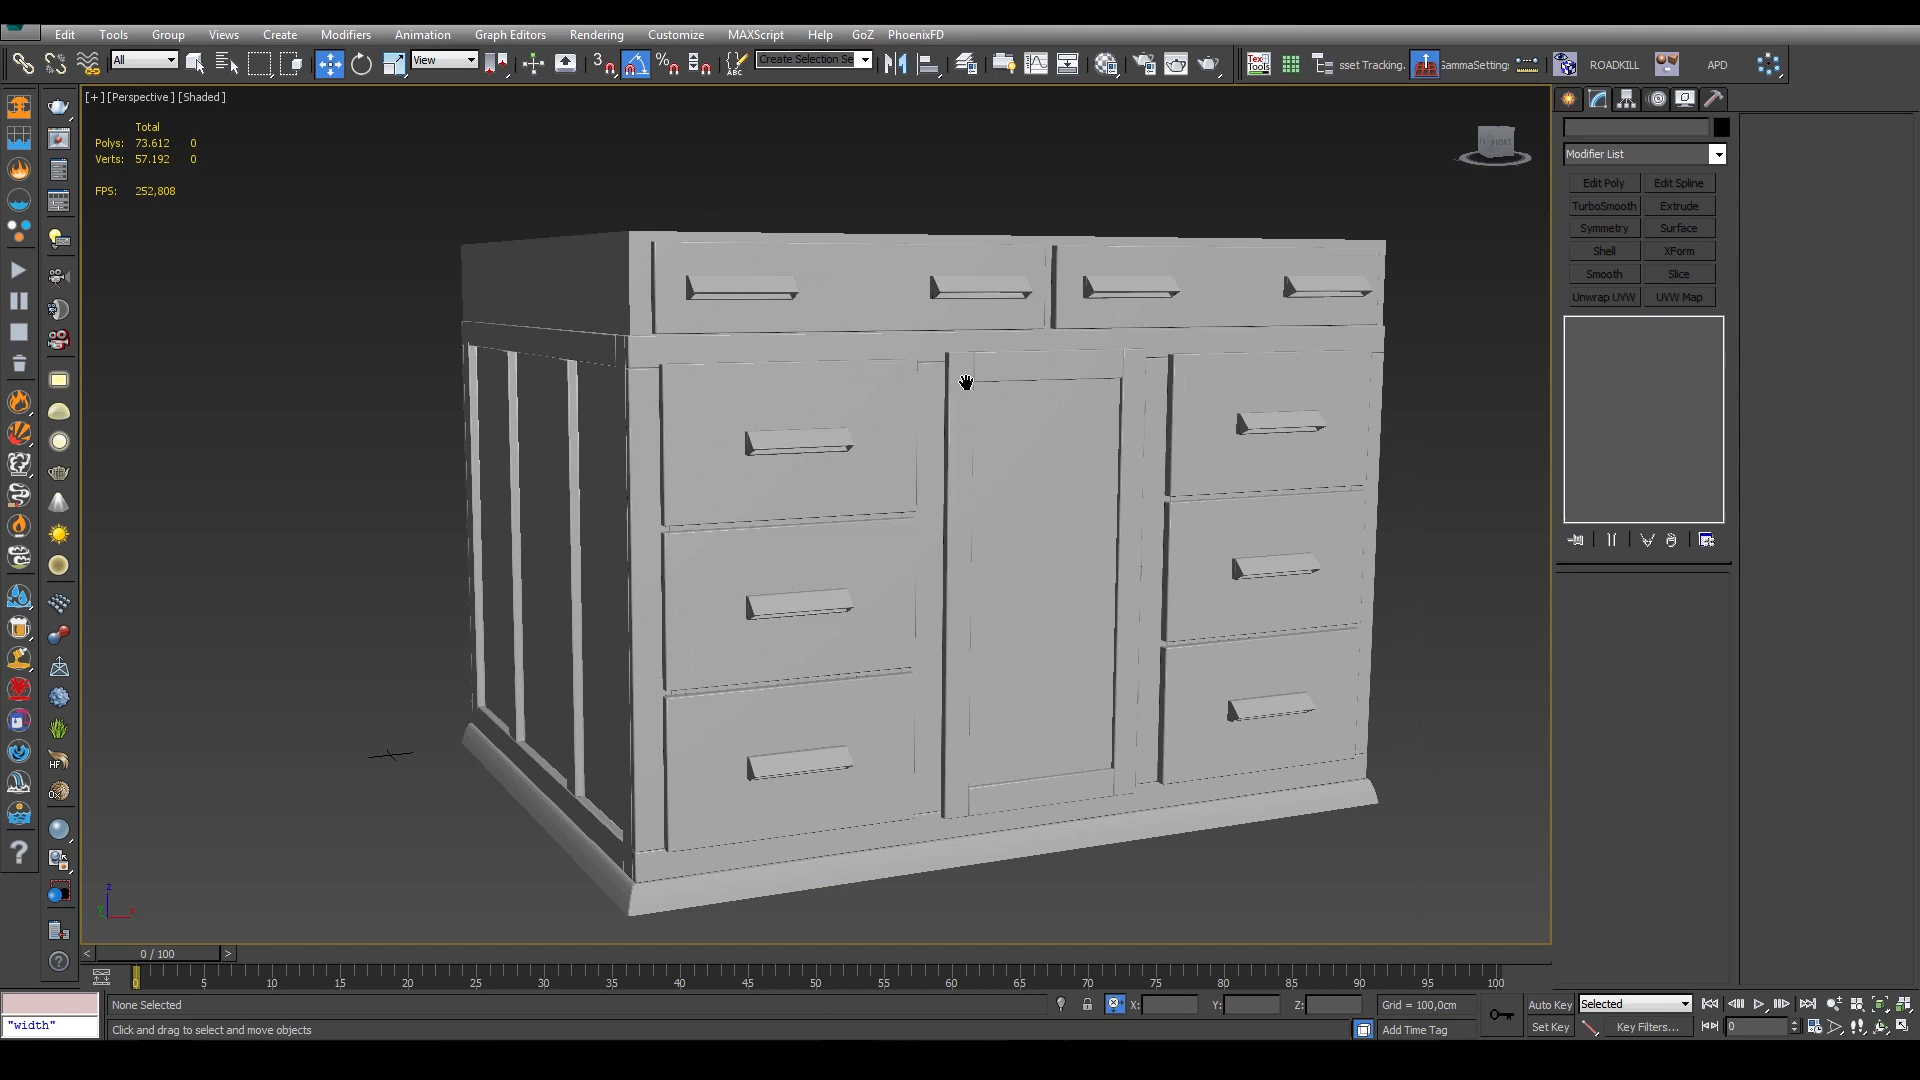 Edit Tools Group Views Create Modifiers Animation Graph Editors Rendering Customize MAXScript Help GoZ PhoenixFD
All View 3 Create Selection Se Tex Tools sset Tracking. GammaSetting: ROADKILL APD
[+] [Perspective] [Shaded]
Total
Polys: 73.612 0
Verts: 57.192 0
FPS: 252,808
FRONT
Modifier List
Edit Poly Edit Spline
TurboSmooth Extrude
Symmetry Surface
Shell XForm
Smooth Slice
Unwrap UVW UVW Map
HF
z
y x
< 0 / 100 >
0 5 10 15 20 25 30 35 40 45 50 55 60 65 70 75 80 85 90 95 100
None Selected X: Y: Z: Grid = 100,0cm Auto Key Selected
"width" Click and drag to select and move objects Add Time Tag Set Key Key Filters... 0